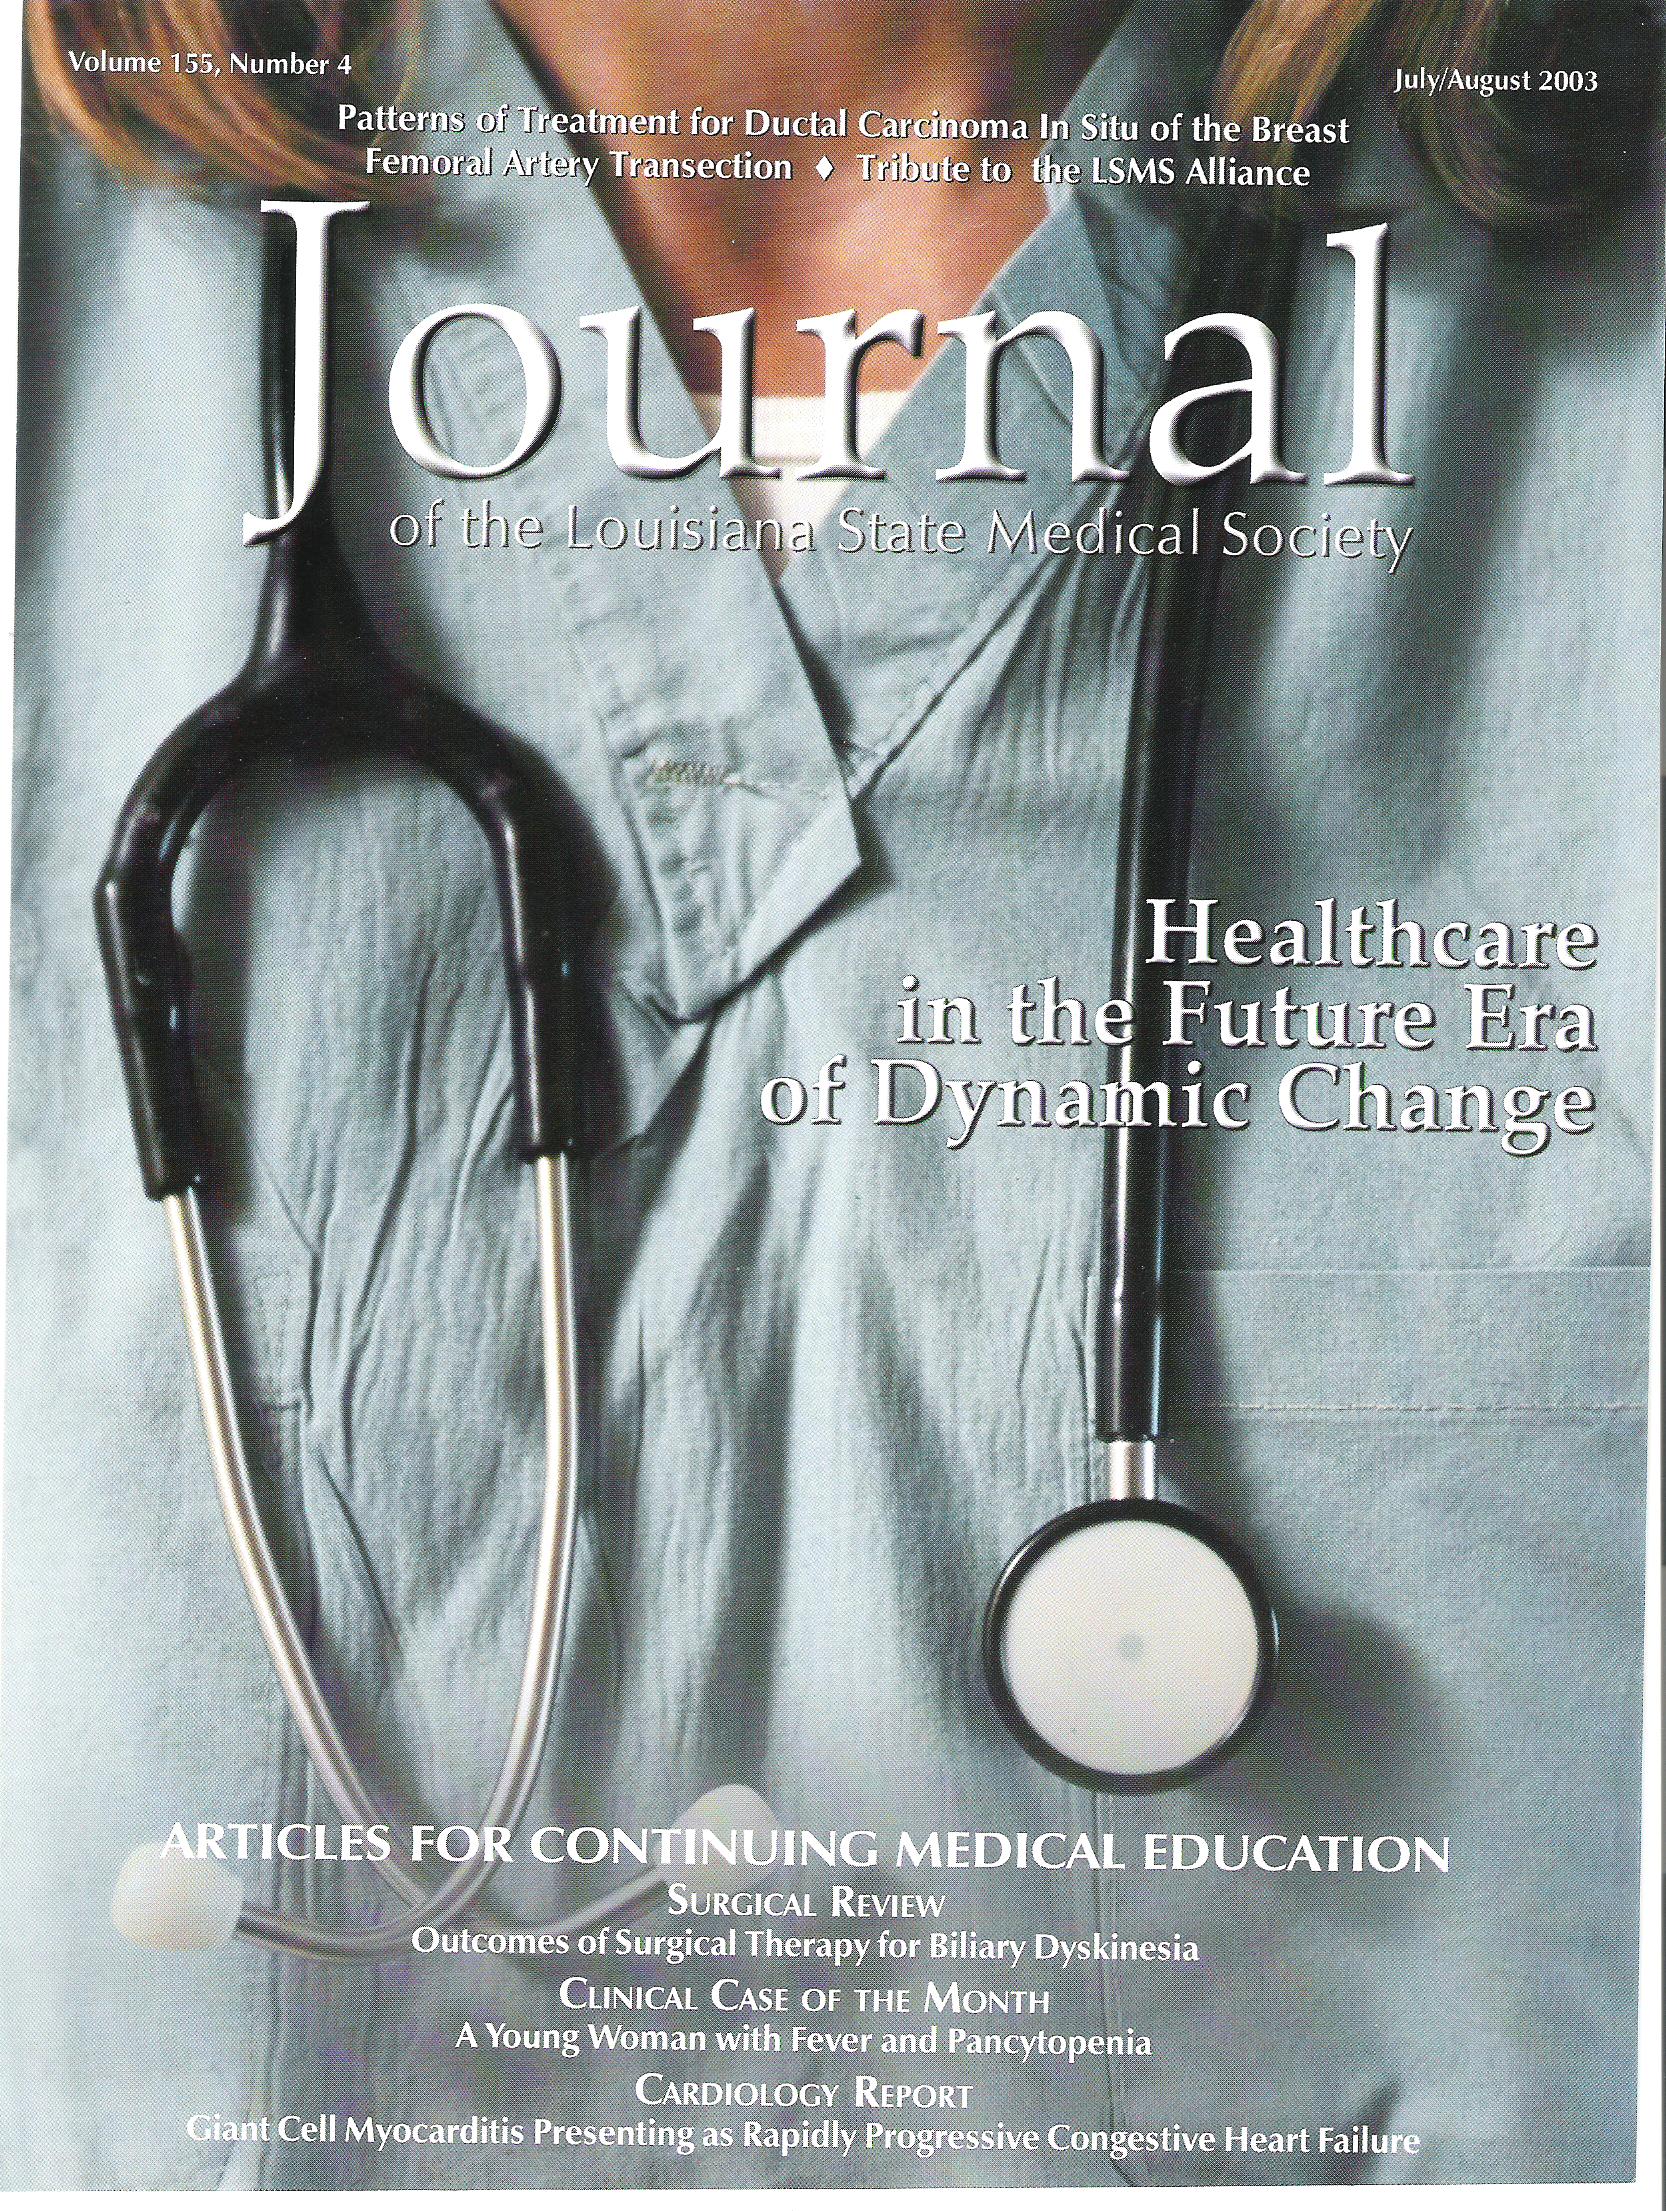 Volume 155, Number 4
July/August 2003
Patterns of Treatment for Ductal Carcinoma In Situ of the Breast
Femoral Artery Transection ♦ Tribute to the LSMS Alliance
Journal
of the Louisiana State Medical Society
Healthcare
in the Future Era
of Dynamic Change
ARTICLES FOR CONTINUING MEDICAL EDUCATION
SURGICAL REVIEW
Outcomes of Surgical Therapy for Biliary Dyskinesia
CLINICAL CASE OF THE MONTH
A Young Woman with Fever and Pancytopenia
CARDIOLOGY REPORT
Giant Cell Myocarditis Presenting as Rapidly Progressive Congestive Heart Failure